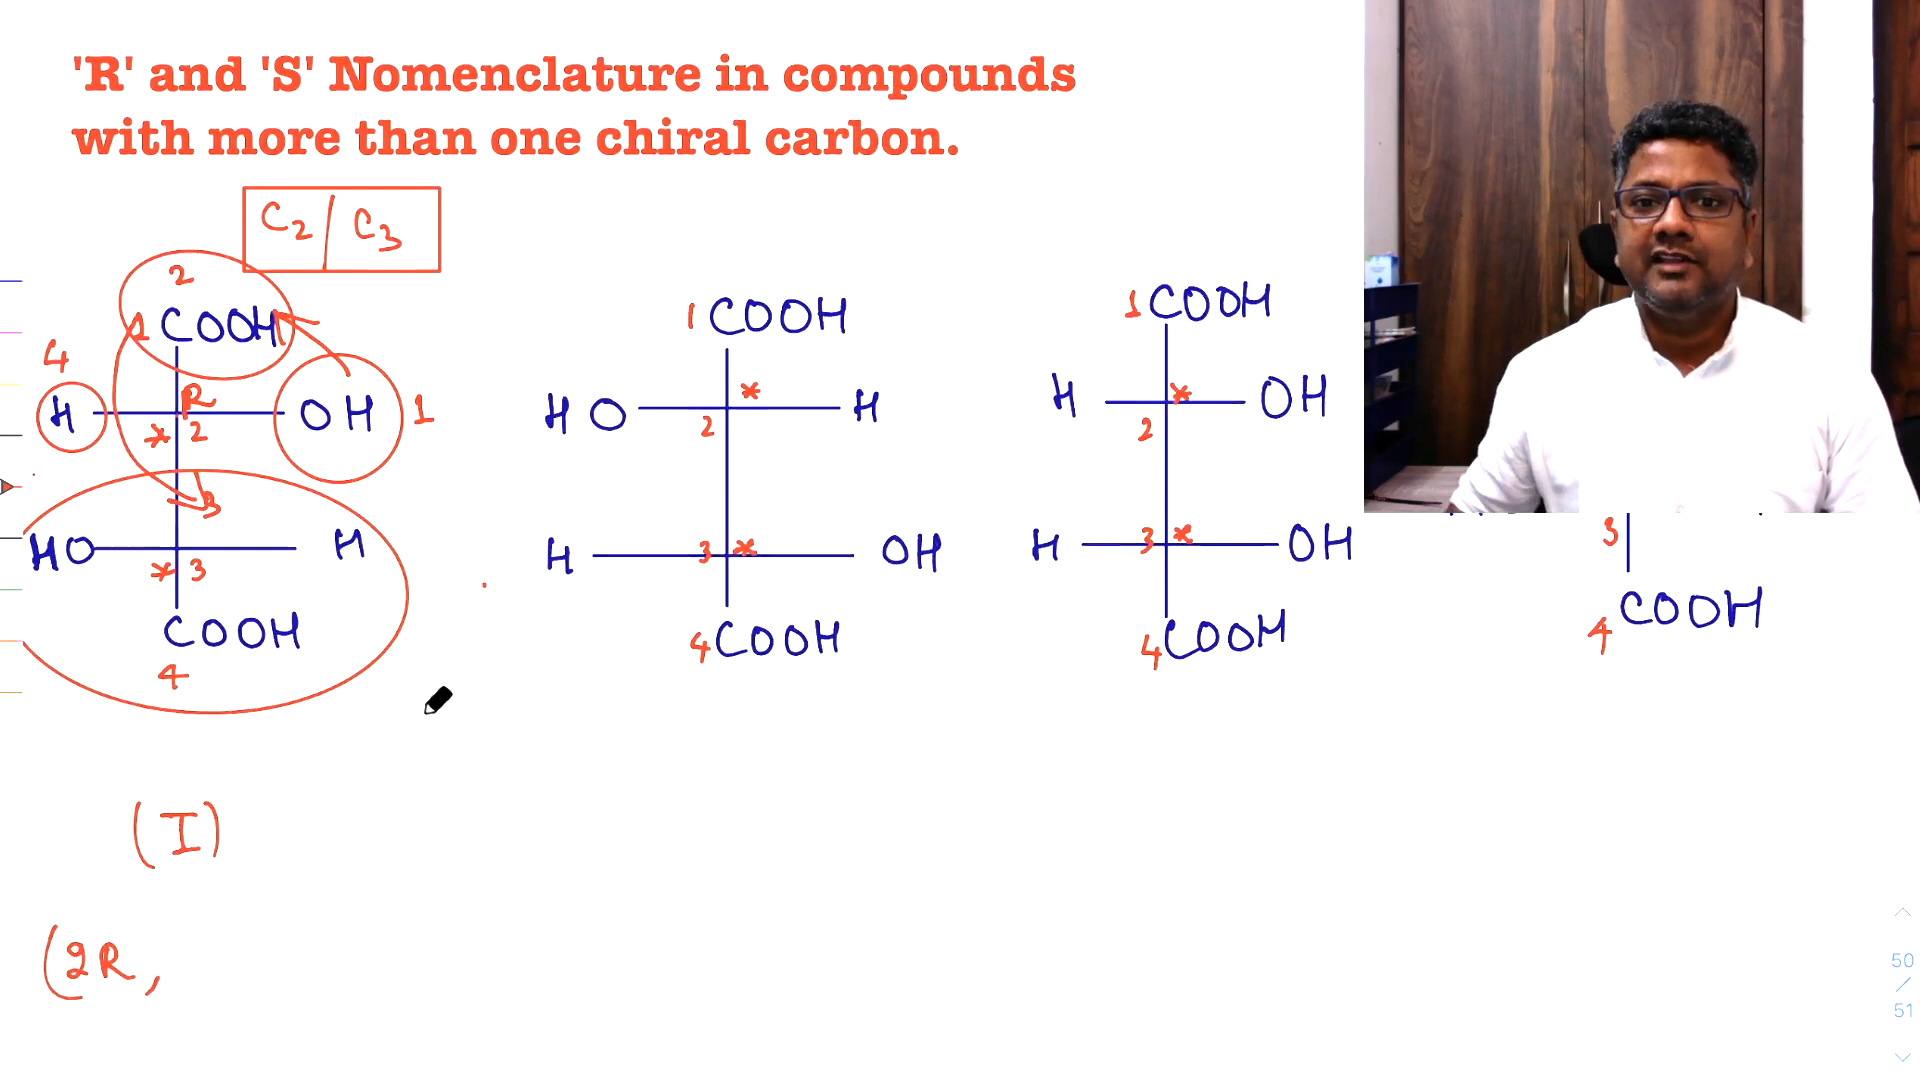 'R' and 'S' Nomenclature in compounds
with more than one chiral carbon.
C2 / C3
2
1 COOH
4
H
R
OH 1
* 2
3
HO
H
* 3
COOH
4
(I)
(2R,
1 COOH
*
HO
H
2
H
3 *
OH
4 COOH
1 COOH
H
*
OH
2
H
3 *
OH
4 COOH
3
4 COOH
50
/
51